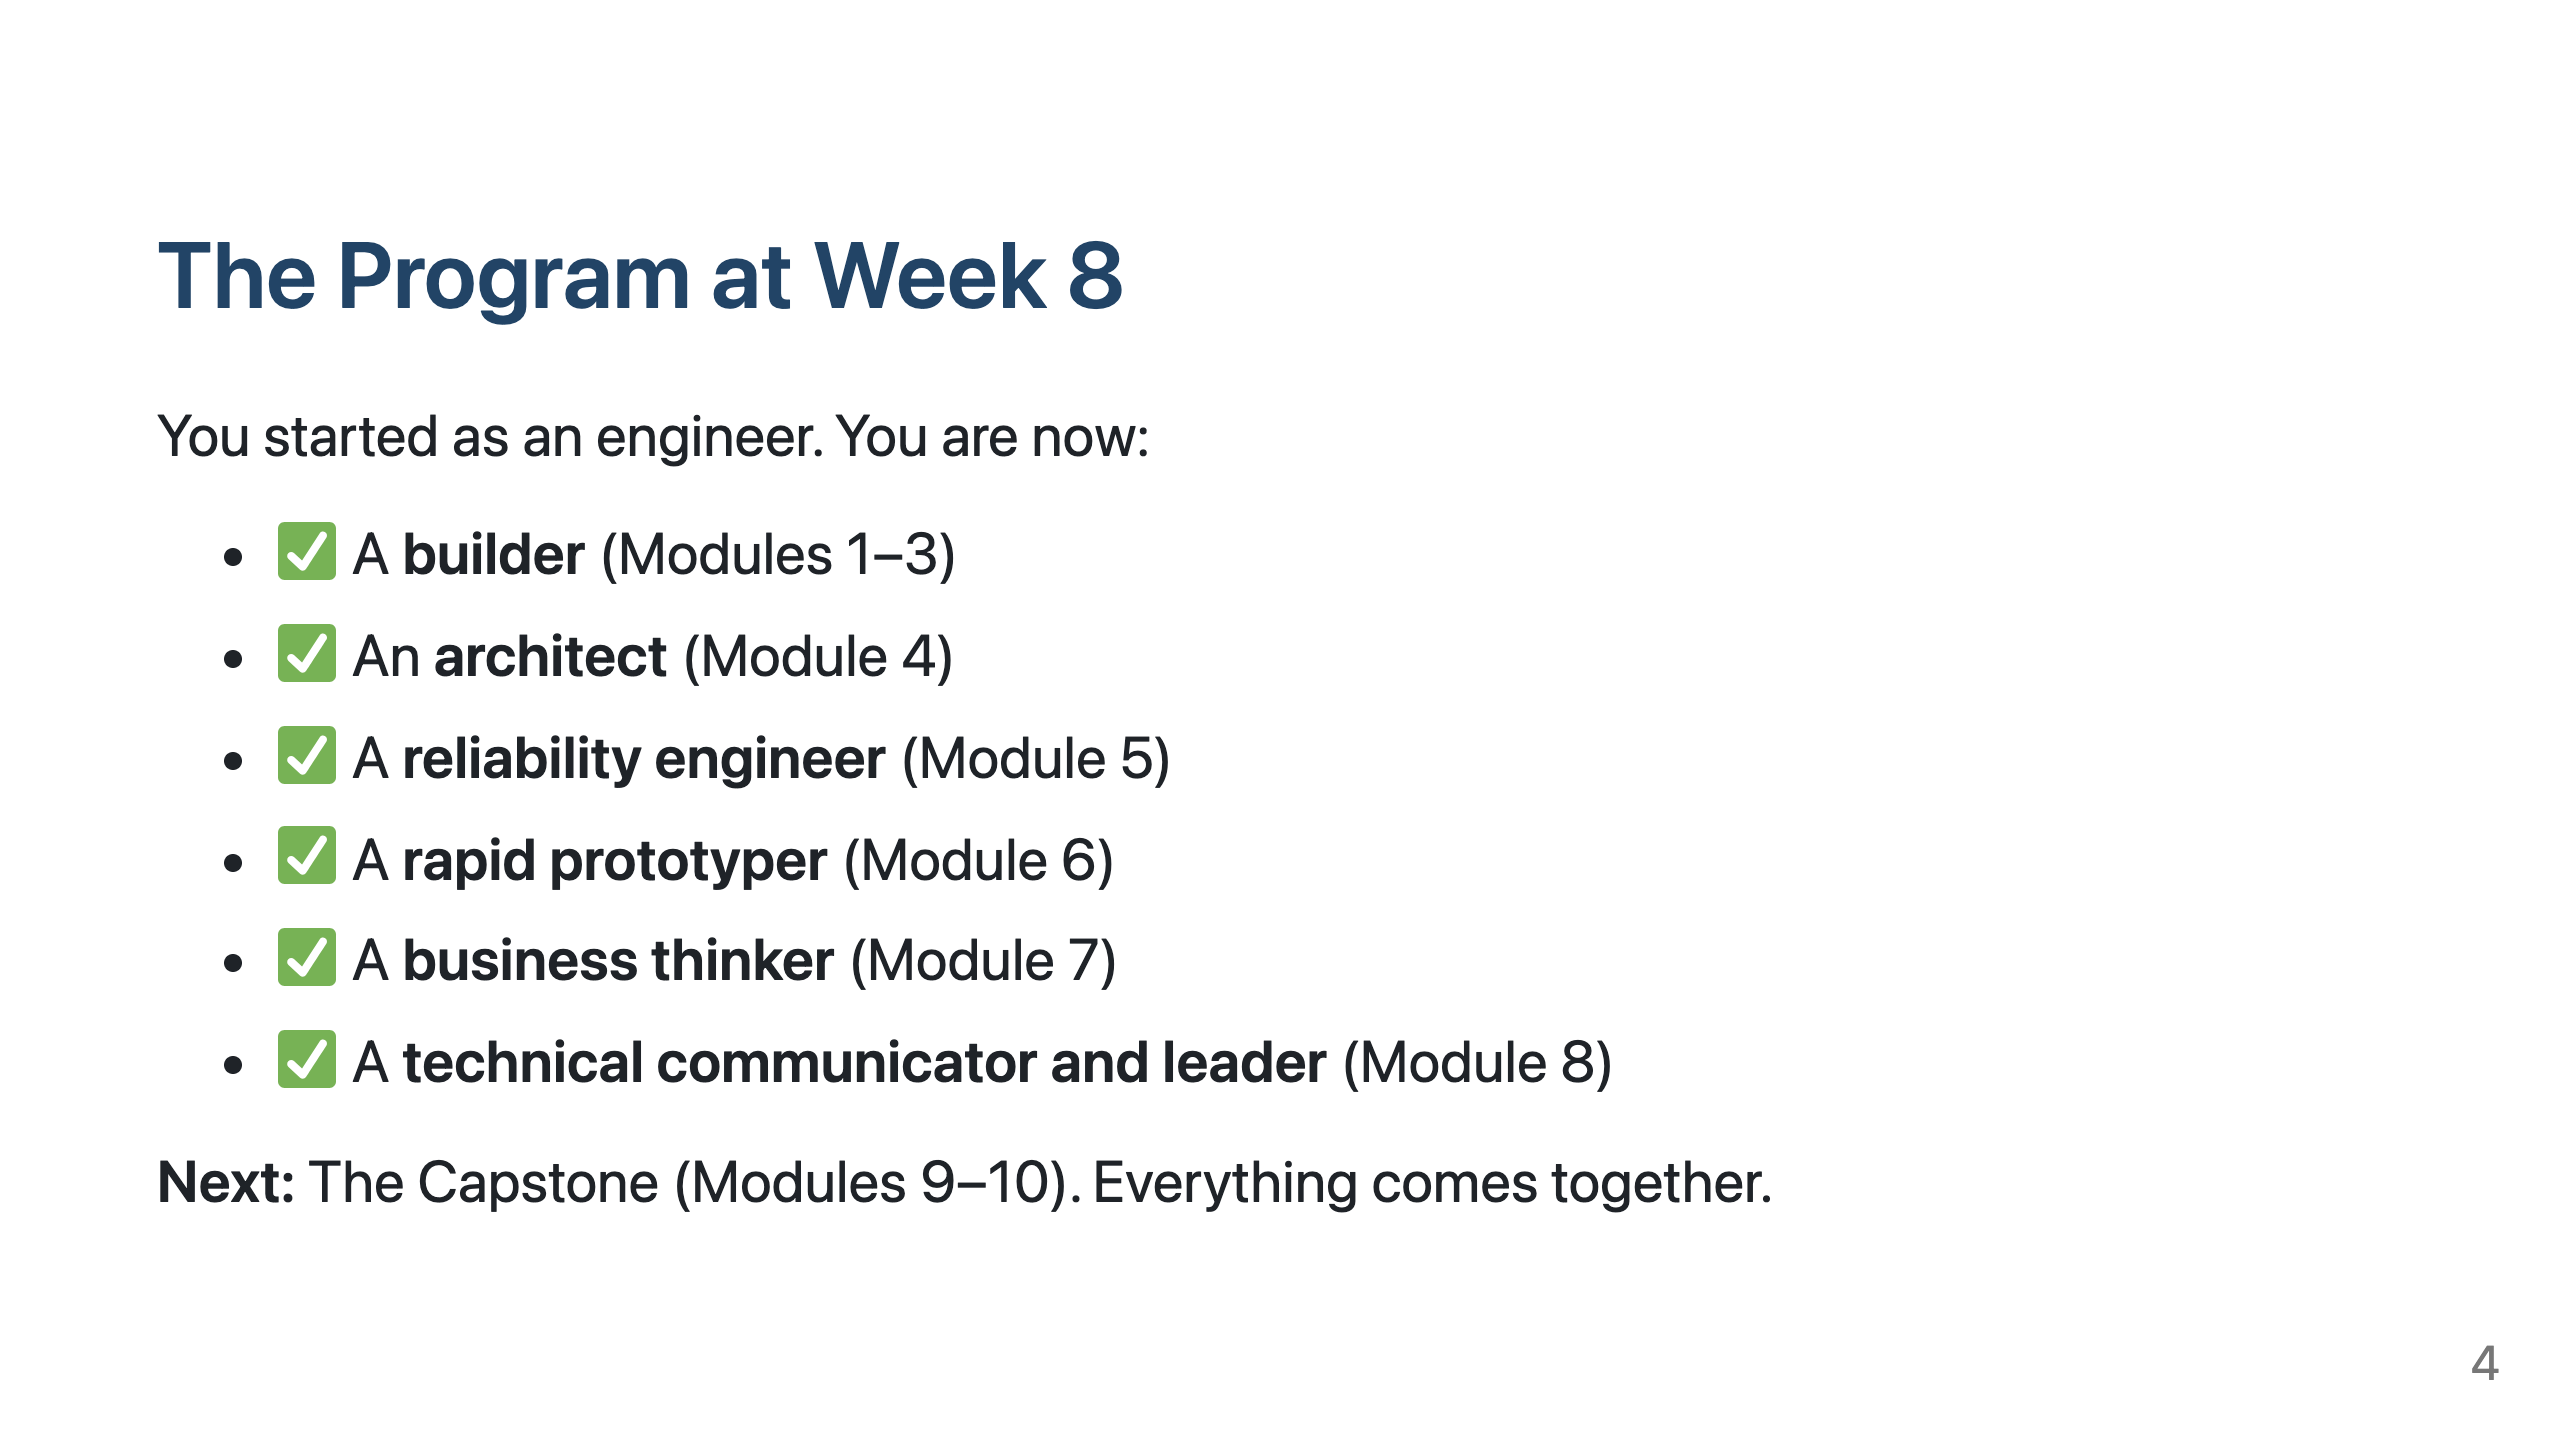 The Program at Week 8
You started as an engineer. You are now:
• ✅ A builder (Modules 1–3)
• ✅ An architect (Module 4)
• ✅ A reliability engineer (Module 5)
• ✅ A rapid prototyper (Module 6)
• ✅ A business thinker (Module 7)
• ✅ A technical communicator and leader (Module 8)
Next: The Capstone (Modules 9–10). Everything comes together.
4